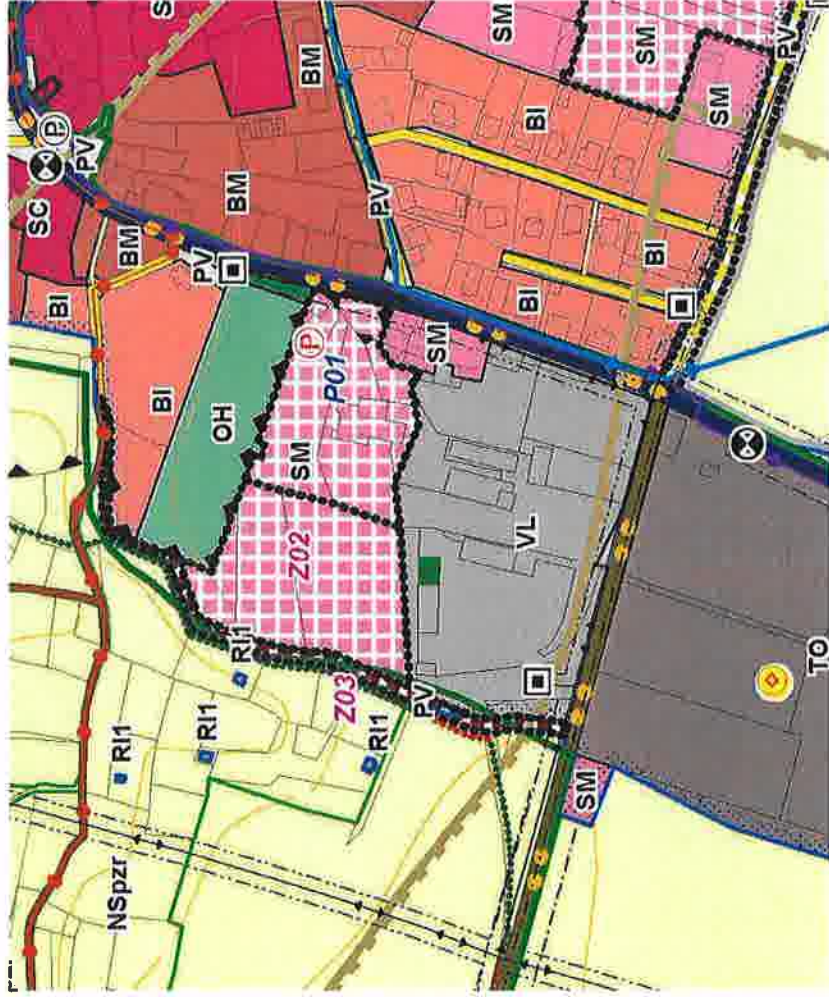 SC
S
P
PV
SM
BM
BM
BM
BI
PV
PV
BI
SM
SM
PV
OH
P
P01
SM
SM
BI
BI
BI
Z02
VL
RI1
Z03
PV
RI1
RI1
RI1
SM
TO
NSpzr